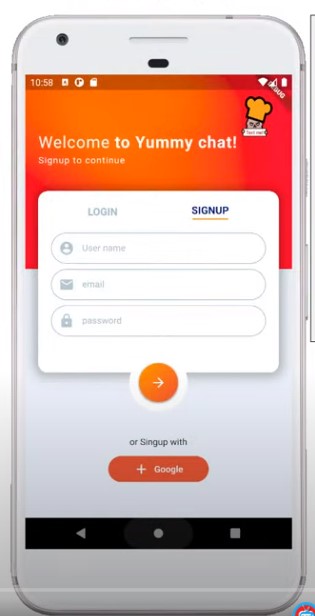 10:58
Welcome to Yummy chat!
Signup to continue
LOGIN
SIGNUP
User name
email
password
or Singup with
+ Google